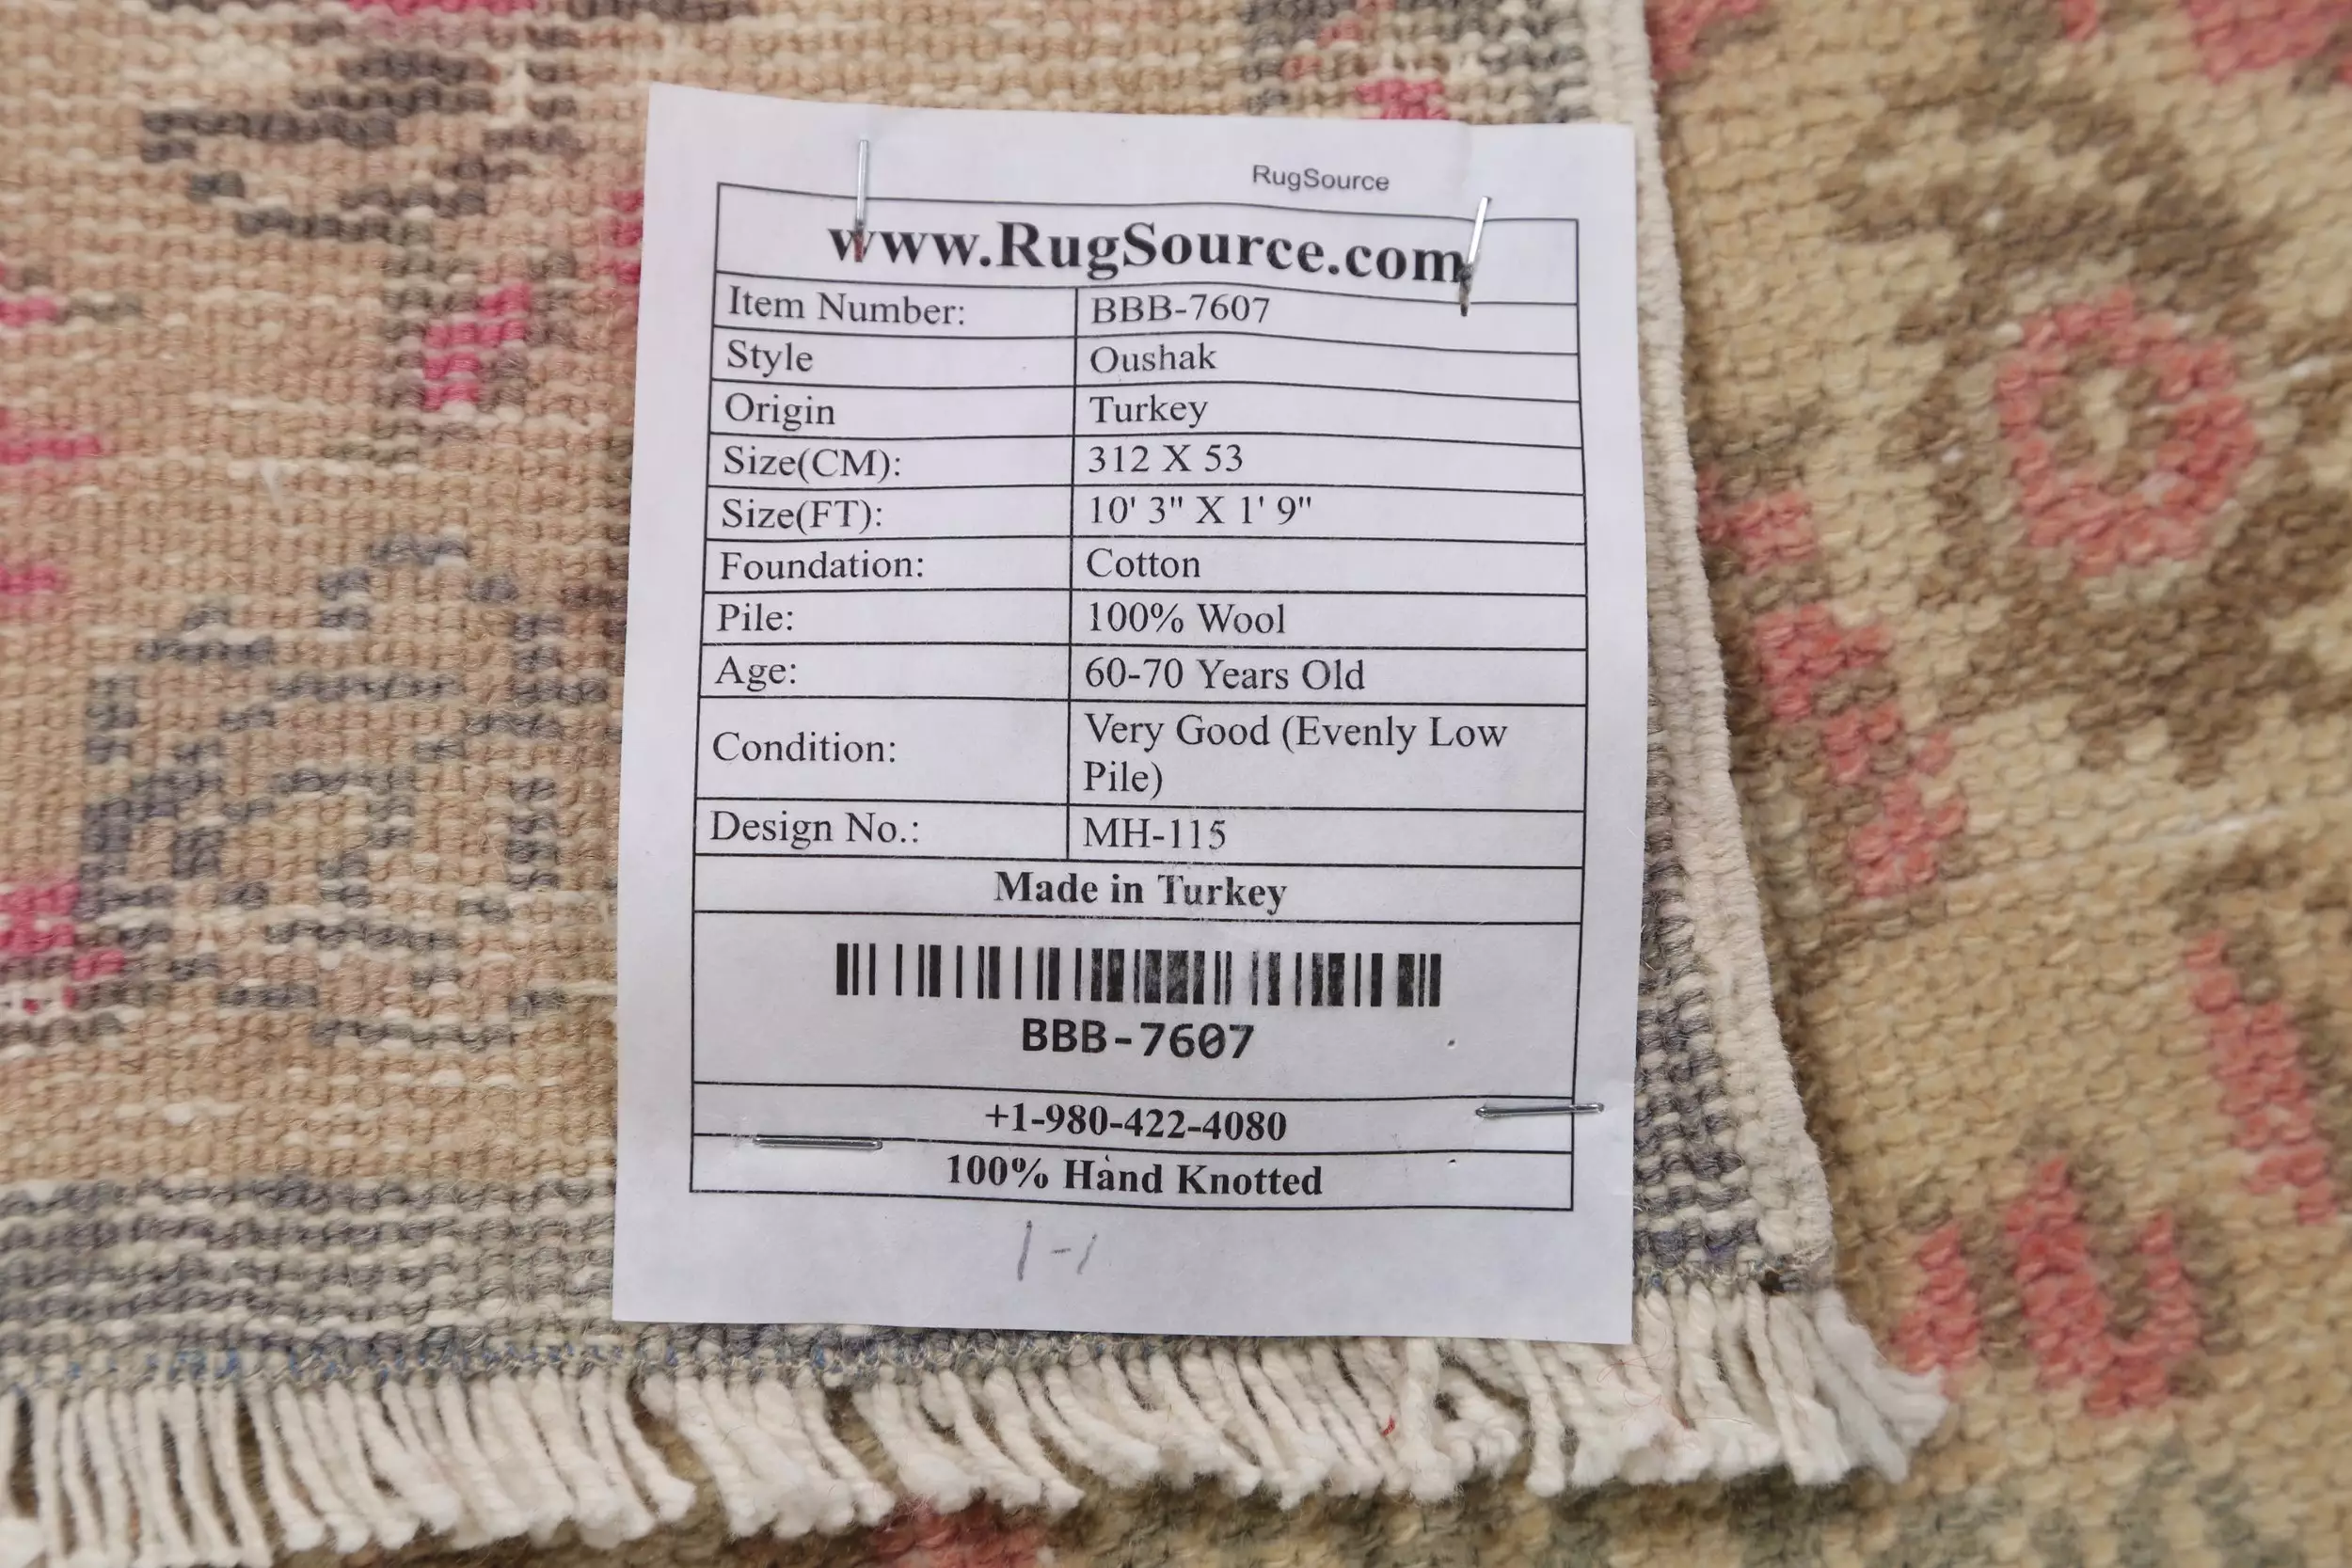 RugSource
www.RugSource.com
Item Number: BBB-7607
Style Oushak
Origin Turkey
Size(CM): 312 X 53
Size(FT): 10' 3" X 1' 9"
Foundation: Cotton
Pile: 100% Wool
Age: 60-70 Years Old
Condition: Very Good (Evenly Low
Pile)
Design No.: MH-115
Made in Turkey
BBB-7607
+1-980-422-4080
100% Hand Knotted
1-1